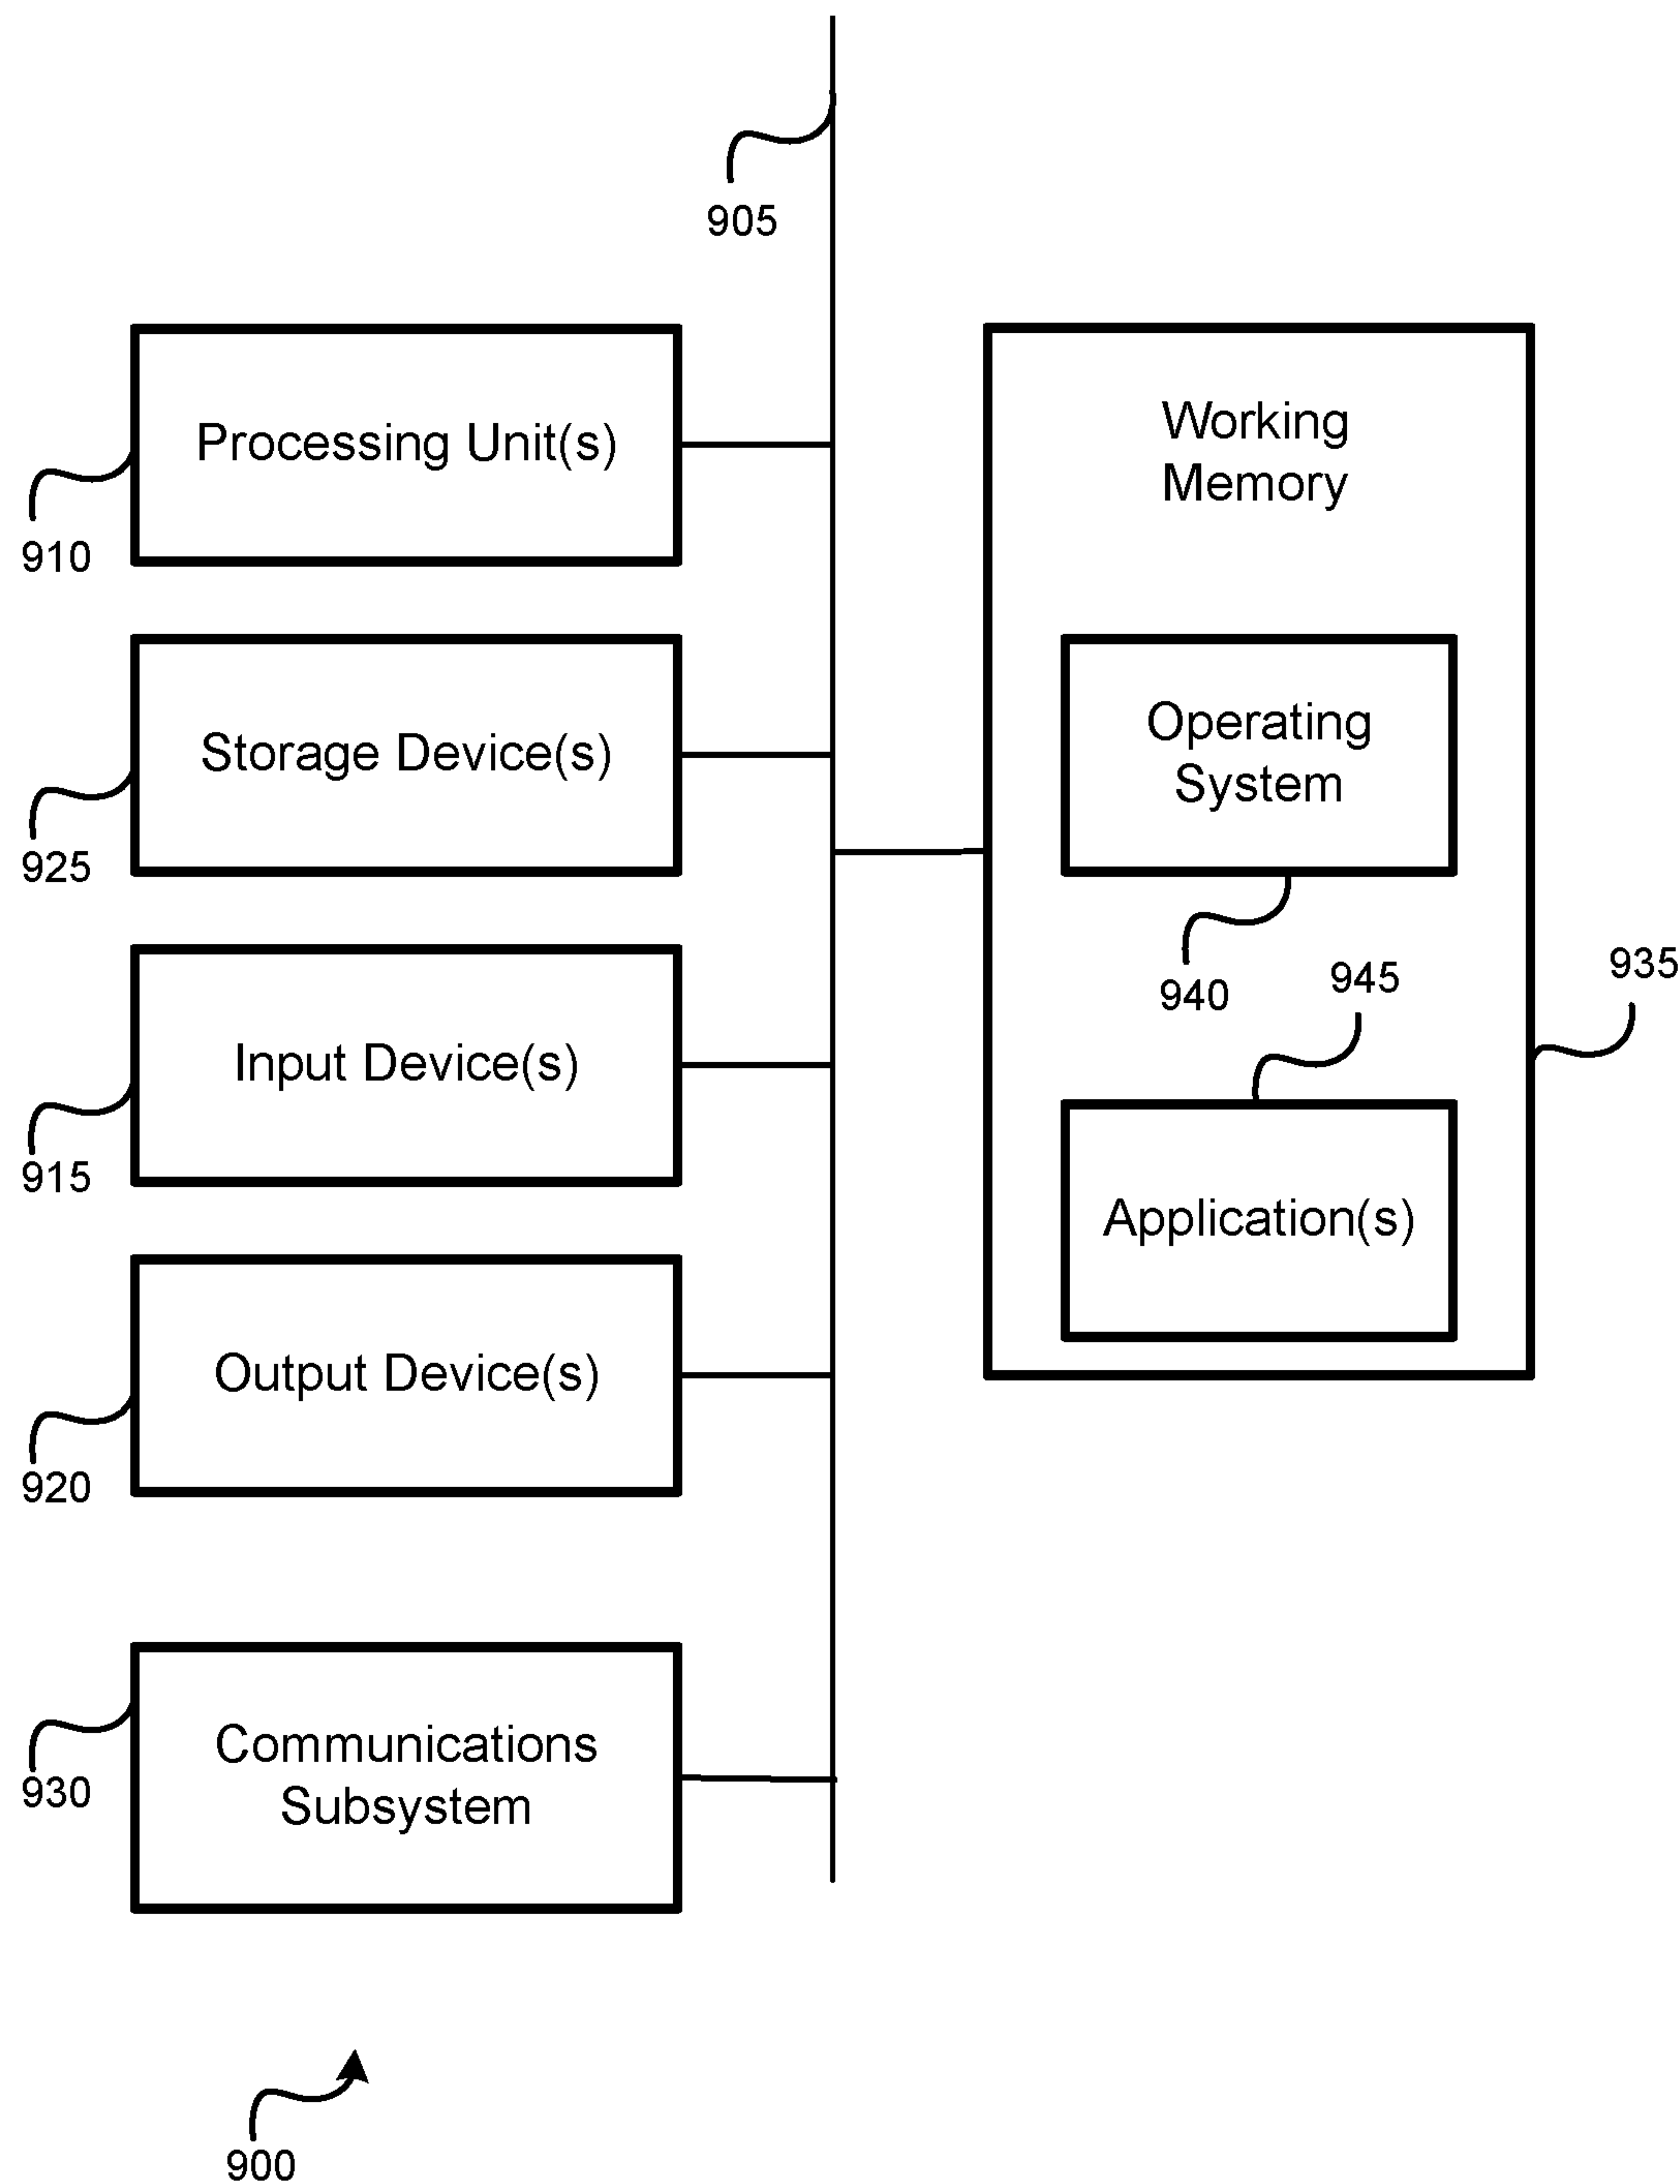 905
Processing Unit(s)
910
Storage Device(s)
925
Input Device(s)
915
Output Device(s)
920
Communications
Subsystem
930
Working
Memory
Operating
System
940
945
935
Application(s)
900